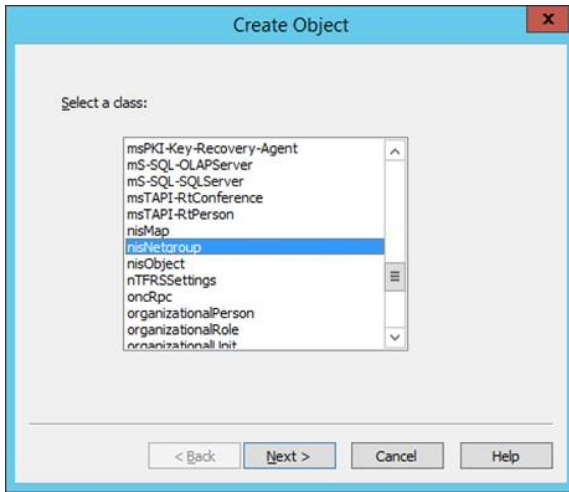 Create Object
x
Select a class:
msPKI-Key-Recovery-Agent
mS-SQL-OLAPServer
mS-SQL-SQLServer
msTAPI-RtConference
msTAPI-RtPerson
nisMap
nisNetgroup
nisObject
nTFRSSettings
oncRpc
organizationalPerson
organizationalRole
organizationalUnit
< Back Next > Cancel Help